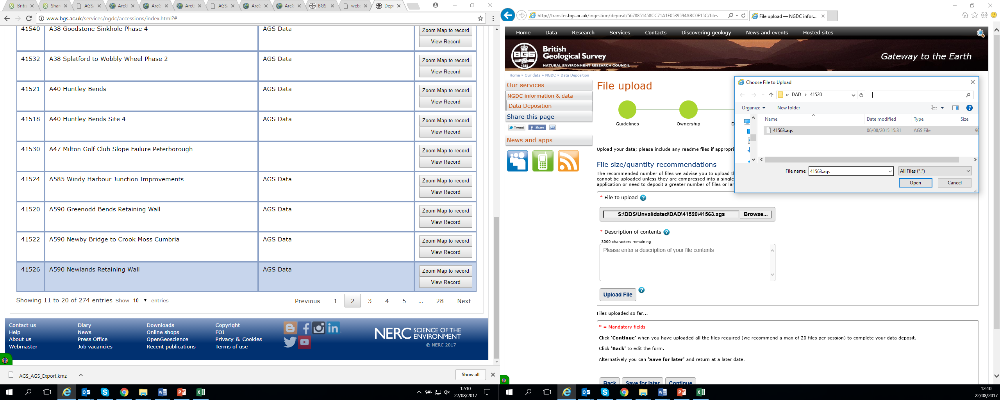 Britis
Shar
AGS
ArcG
ArcG
ArcG
AGS
ArcG
ArcG
BGS
web
Dep
www.bgs.ac.uk/services/ngdc/accessions/index.html?#
41540 A38 Goodstone Sinkhole Phase 4 AGS Data Zoom Map to record
View Record
41532 A38 Splatford to Wobbly Wheel Phase 2 AGS Data Zoom Map to record
View Record
41521 A40 Huntley Bends AGS Data Zoom Map to record
View Record
41518 A40 Huntley Bends Site 4 AGS Data Zoom Map to record
View Record
41530 A47 Milton Golf Club Slope Failure Peterborough Zoom Map to record
View Record
41524 A585 Windy Harbour Junction Improvements AGS Data Zoom Map to record
View Record
41520 A590 Greenodd Bends Retaining Wall AGS Data Zoom Map to record
View Record
41522 A590 Newby Bridge to Crook Moss Cumbria AGS Data Zoom Map to record
View Record
41526 A590 Newlands Retaining Wall AGS Data Zoom Map to record
View Record
Showing 11 to 20 of 274 entries Show 10 entries Previous 1 2 3 4 5 ... 28 Next
Contact us Diary Downloads Copyright
Help News Online shops FOI
About us Press Office OpenGeoscience Privacy & Cookies
Webmaster Job vacancies Recent publications Terms of use
NERC SCIENCE OF THE ENVIRONMENT
© NERC 2017
AGS_AGS_Export.kmz Show all
12:10
22/08/2017
http://transfer.bgs.ac.uk/ingestion/deposit/5678851458CC71A1E0539594ABC0F15C/files
File upload — NGDC infor...
Home Data Research Services Contacts Discovering geology News and events Hosted sites
BGS
1835
British
Geological Survey
NATURAL ENVIRONMENT RESEARCH COUNCIL
Gateway to the Earth
Home » Our data » NGDC » Data Deposition
Our services
NGDC information & data
Data Deposition
Share this page
Tweet Share
News and apps
File upload
Guidelines Ownership D
Upload your data; please include any readme files if appropri
File size/quantity recommendations
The recommended number of files we advise you to upload th
cannot be uploaded unless they are compressed into a single
application or need to deposit a greater number of files or lar
* File to upload
S:\DDS\Unvalidated\DAD\41520\41563.ags Browse...
* Description of contents
3000 characters remaining
Please enter a description of your file contents
Upload File
Files uploaded so far...
* = Mandatory fields
Click 'Continue' when you have uploaded all the files required (we recommend a max of 20 files per session) to complete your data deposit.
Click 'Back' to edit the form.
Alternatively you can 'Save for later' and return at a later date.
Back Save for later Continue
Choose File to Upload
« DAD › 41520
Organize New folder
Name Date modified Type Size
41563.ags 06/08/2015 15:31 AGS File 90
File name: 41563.ags All Files (*.*)
Open Cancel
12:10
22/08/2017